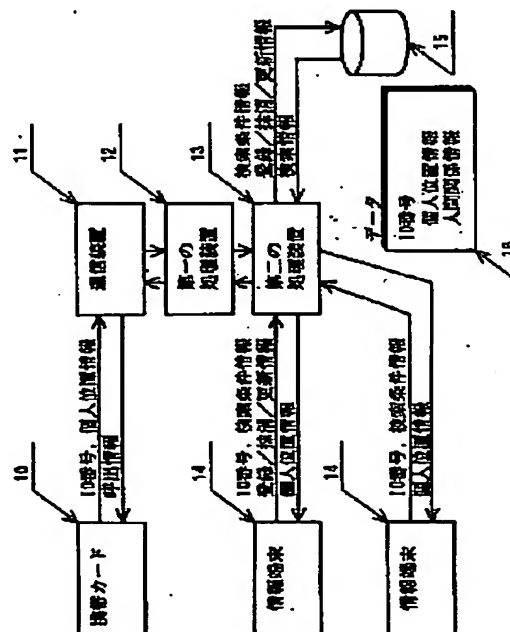 10
携帯カード
ID番号,個人位置情報
呼出情報
11
通信装置
12
第一の
処理装置
13
第二の
処理装置
14
情報端末
ID番号,検索条件情報
登録/抹消/更新情報
個人位置情報
14
情報端末
ID番号,検索条件情報
個人位置情報
検索条件情報
登録/抹消/更新情報
検索情報
15
データ
ID番号
個人位置情報
人間関係情報